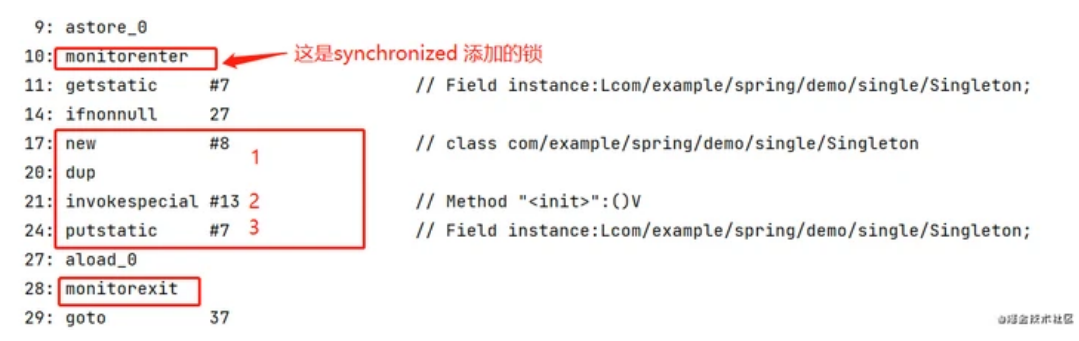 9: astore_0
10: monitorenter 这是synchronized 添加的锁
11: getstatic #7 // Field instance:Lcom/example/spring/demo/single/Singleton;
14: ifnonnull 27
17: new #8 1 // class com/example/spring/demo/single/Singleton
20: dup
21: invokespecial #13 2 // Method "<init>":()V
24: putstatic #7 3 // Field instance:Lcom/example/spring/demo/single/Singleton;
27: aload_0
28: monitorexit
29: goto 37
@掘金技术社区